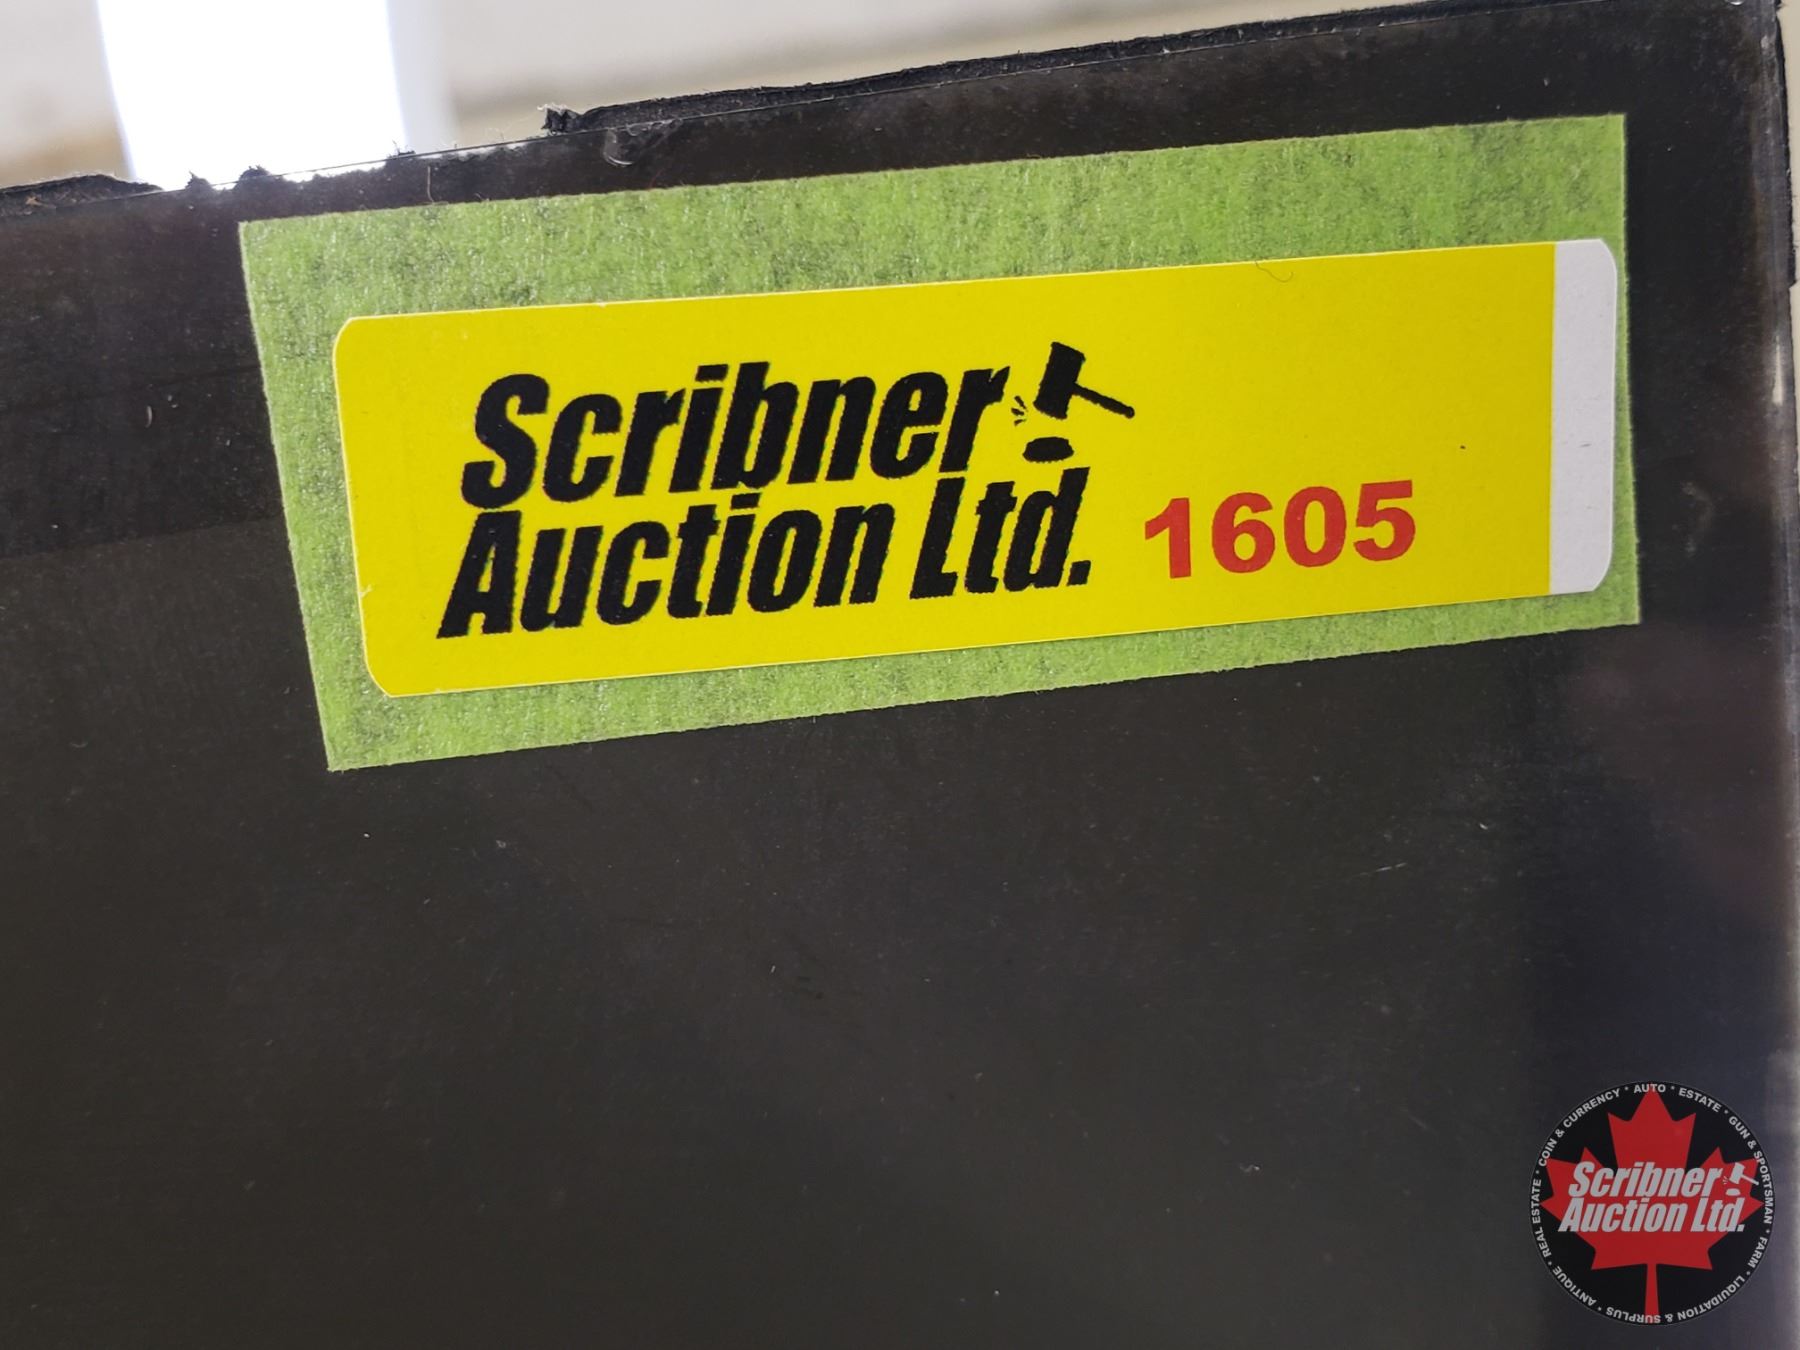 Scribner
Auction Ltd. 1605
COIN & CURRENCY * AUTO * ESTATE * GUN & SPORTSMAN * FARM * LIQUIDATION & SURPLUS * ANTIQUE * REAL ESTATE *
Scribner
Auction Ltd.